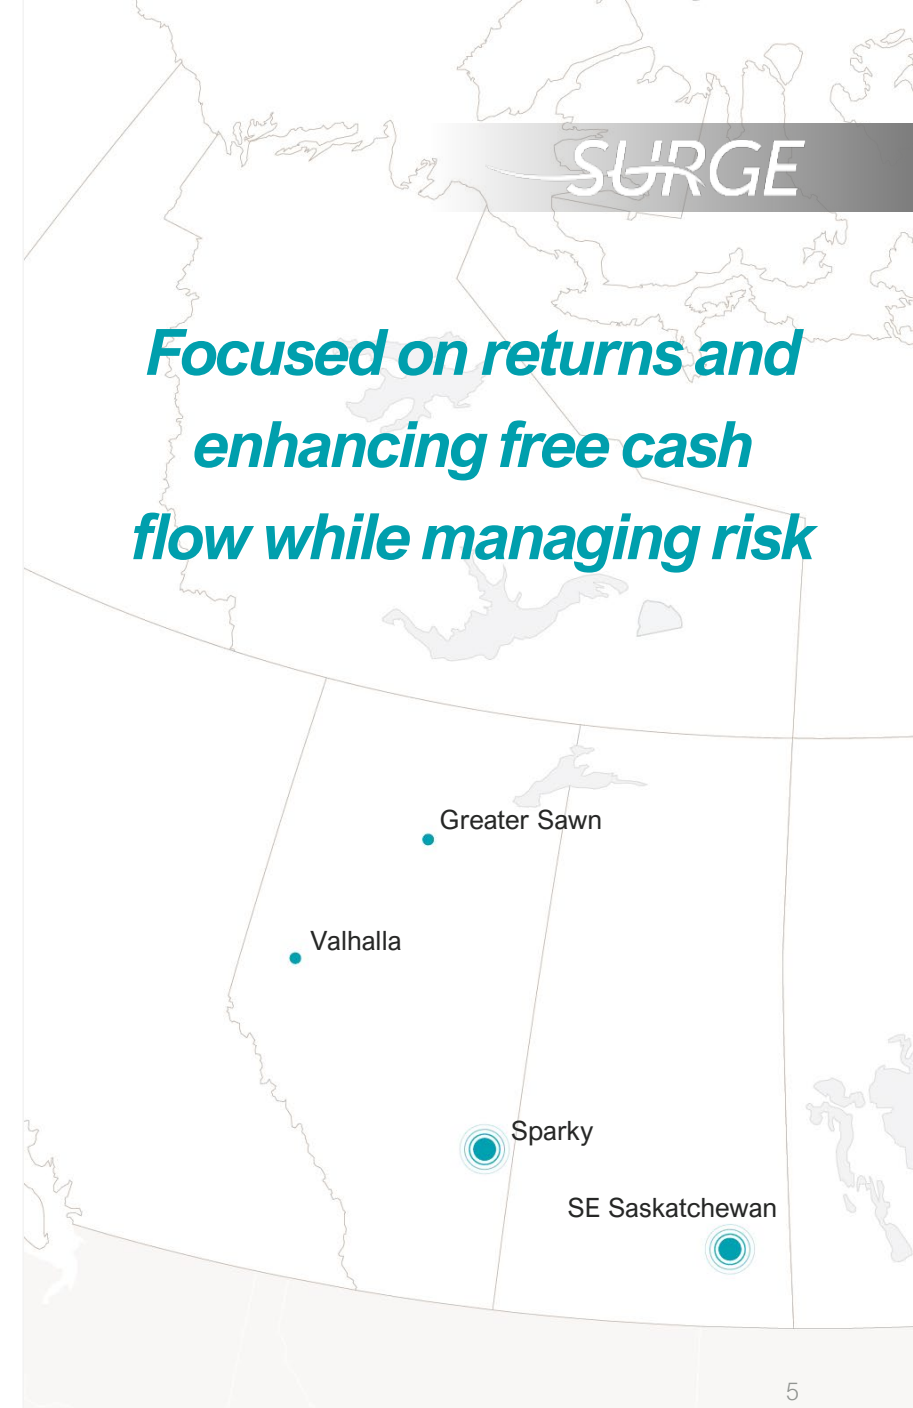 SURGE
Focused on returns and
enhancing free cash
flow while managing risk
Greater Sawn
Valhalla
Sparky
SE Saskatchewan
5